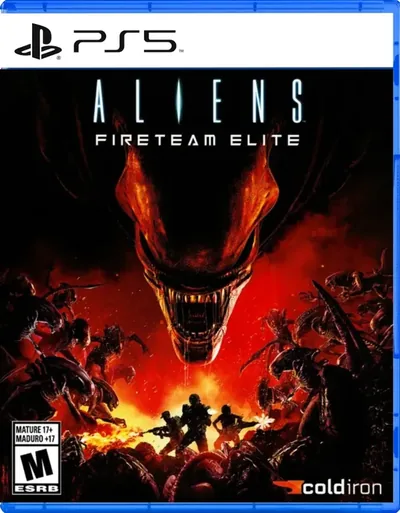 PS5
ALIENS
FIRETEAM ELITE
MATURE 17+
MADURO +17
M
ESRB
coldiron